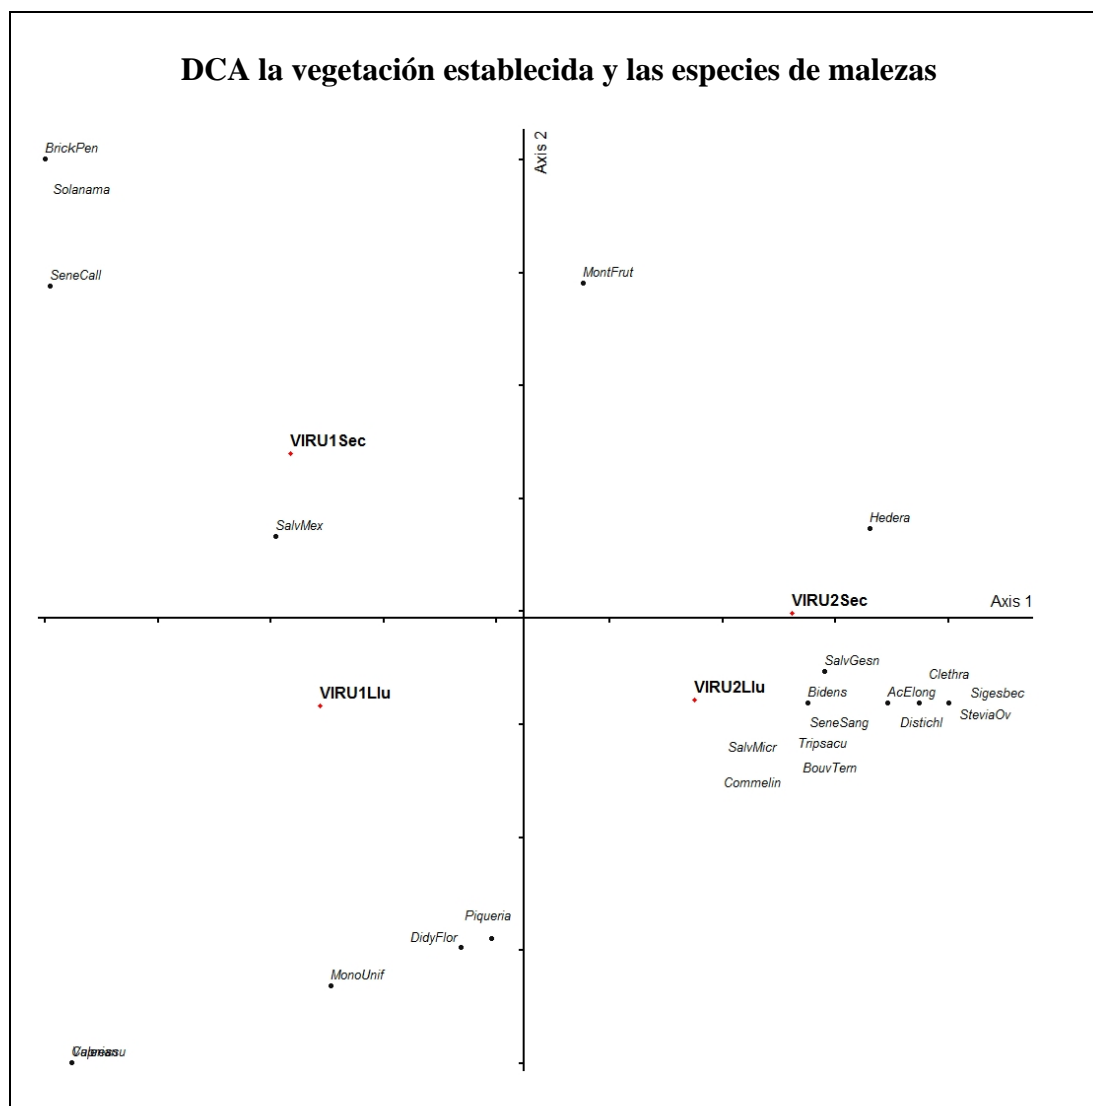 DCA la vegetación establecida y las especies de malezas
Axis 2
BrickPen
Solanama
SeneCall
MontFrut
VIRU1Sec
SalvMex
Hedera
VIRU2Sec
Axis 1
SalvGesn
Clethra
VIRU1Llu
VIRU2Llu
Bidens
AcElong
Sigesbec
SteviaOv
SeneSang
Distichl
SalvMicr
Tripsacu
BouvTern
Commelin
Piqueria
DidyFlor
MonoUnif